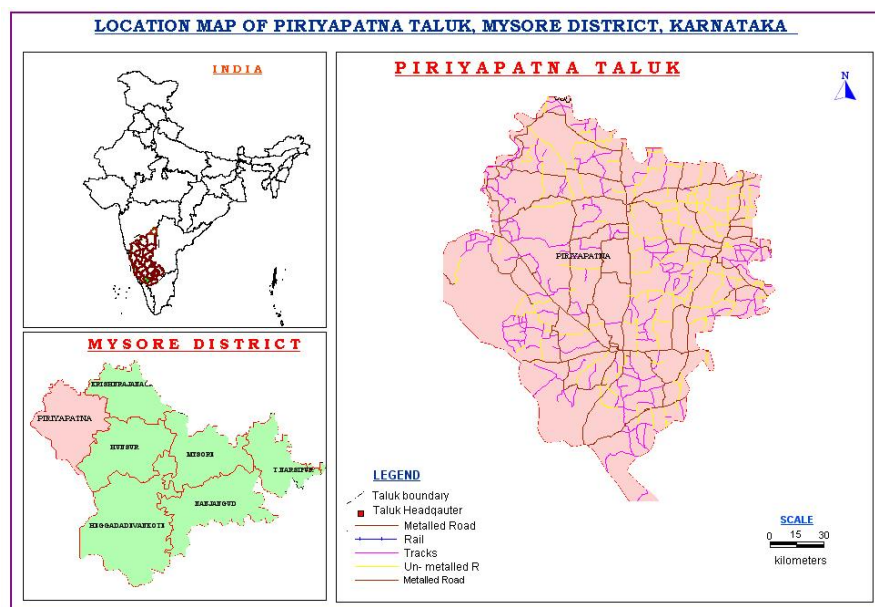 LOCATION MAP OF PIRIYAPATNA TALUK, MYSORE DISTRICT, KARNATAKA
INDIA
PIRIYAPATNA TALUK
N
PIRIYAPATNA
MYSORE DISTRICT
PIRIYAPATNA
HUNSUR
MYSORE
T.NARSIPUR
NANJANGUD
HEGGADADEVANKOTE
LEGEND
Taluk boundary
Taluk Headqauter
Metalled Road
Rail
Tracks
Un- metalled R
Metalled Road
SCALE
0 15 30
kilometers